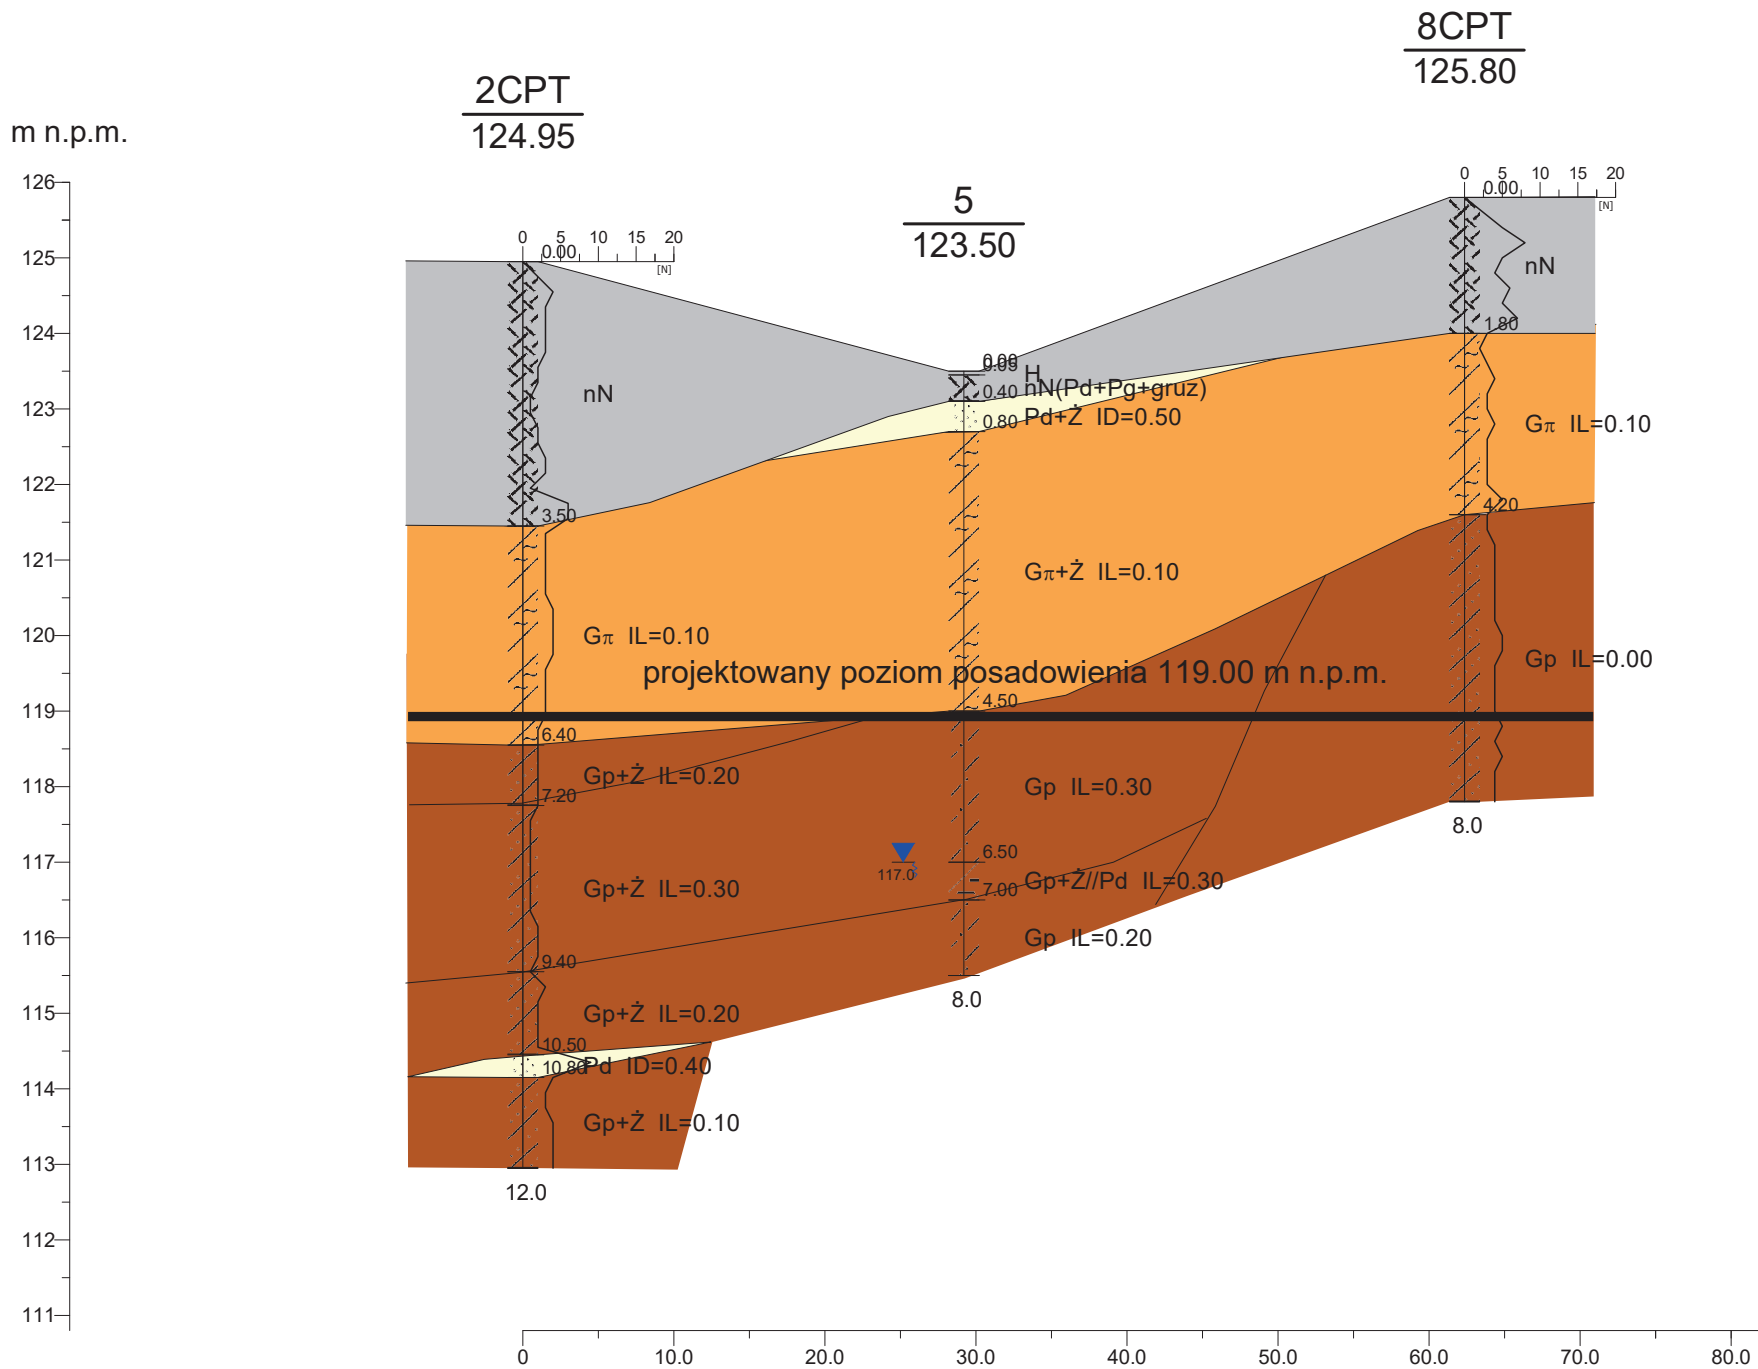 8CPT
125.80
2CPT
124.95
m n.p.m.
5
123.50
126
125
124
123
122
121
120
119
118
117
116
115
114
113
112
111
0 5 10 15 20
[N]
0.00
nN
3.50
Gπ IL=0.10
6.40
Gp+Ż IL=0.20
7.20
Gp+Ż IL=0.30
9.40
Gp+Ż IL=0.20
10.50
10.80
Pd ID=0.40
Gp+Ż IL=0.10
12.0
0.00
0.05
H
nN(Pd+Pg+gruz)
0.40
Pd+Ż ID=0.50
0.80
Gπ+Ż IL=0.10
projektowany poziom posadowienia 119.00 m n.p.m.
4.50
Gp IL=0.30
6.50
117.0
Gp+Ż//Pd IL=0.30
7.00
Gp IL=0.20
8.0
0 5 10 15 20
[N]
0.00
nN
1.80
Gπ IL=0.10
4.20
Gp IL=0.00
8.0
0 10.0 20.0 30.0 40.0 50.0 60.0 70.0 80.0